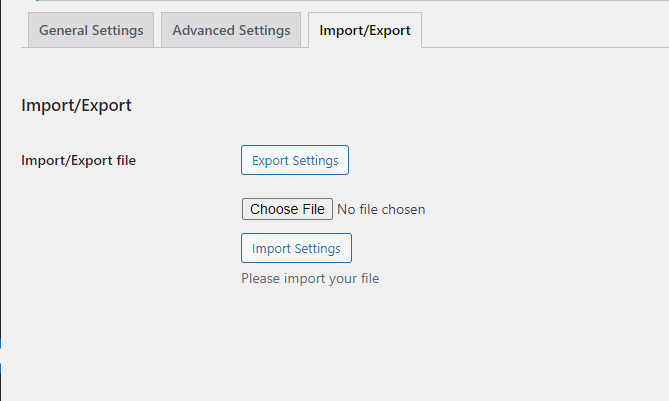 General Settings Advanced Settings Import/Export
Import/Export
Import/Export file Export Settings
Choose File No file chosen
Import Settings
Please import your file